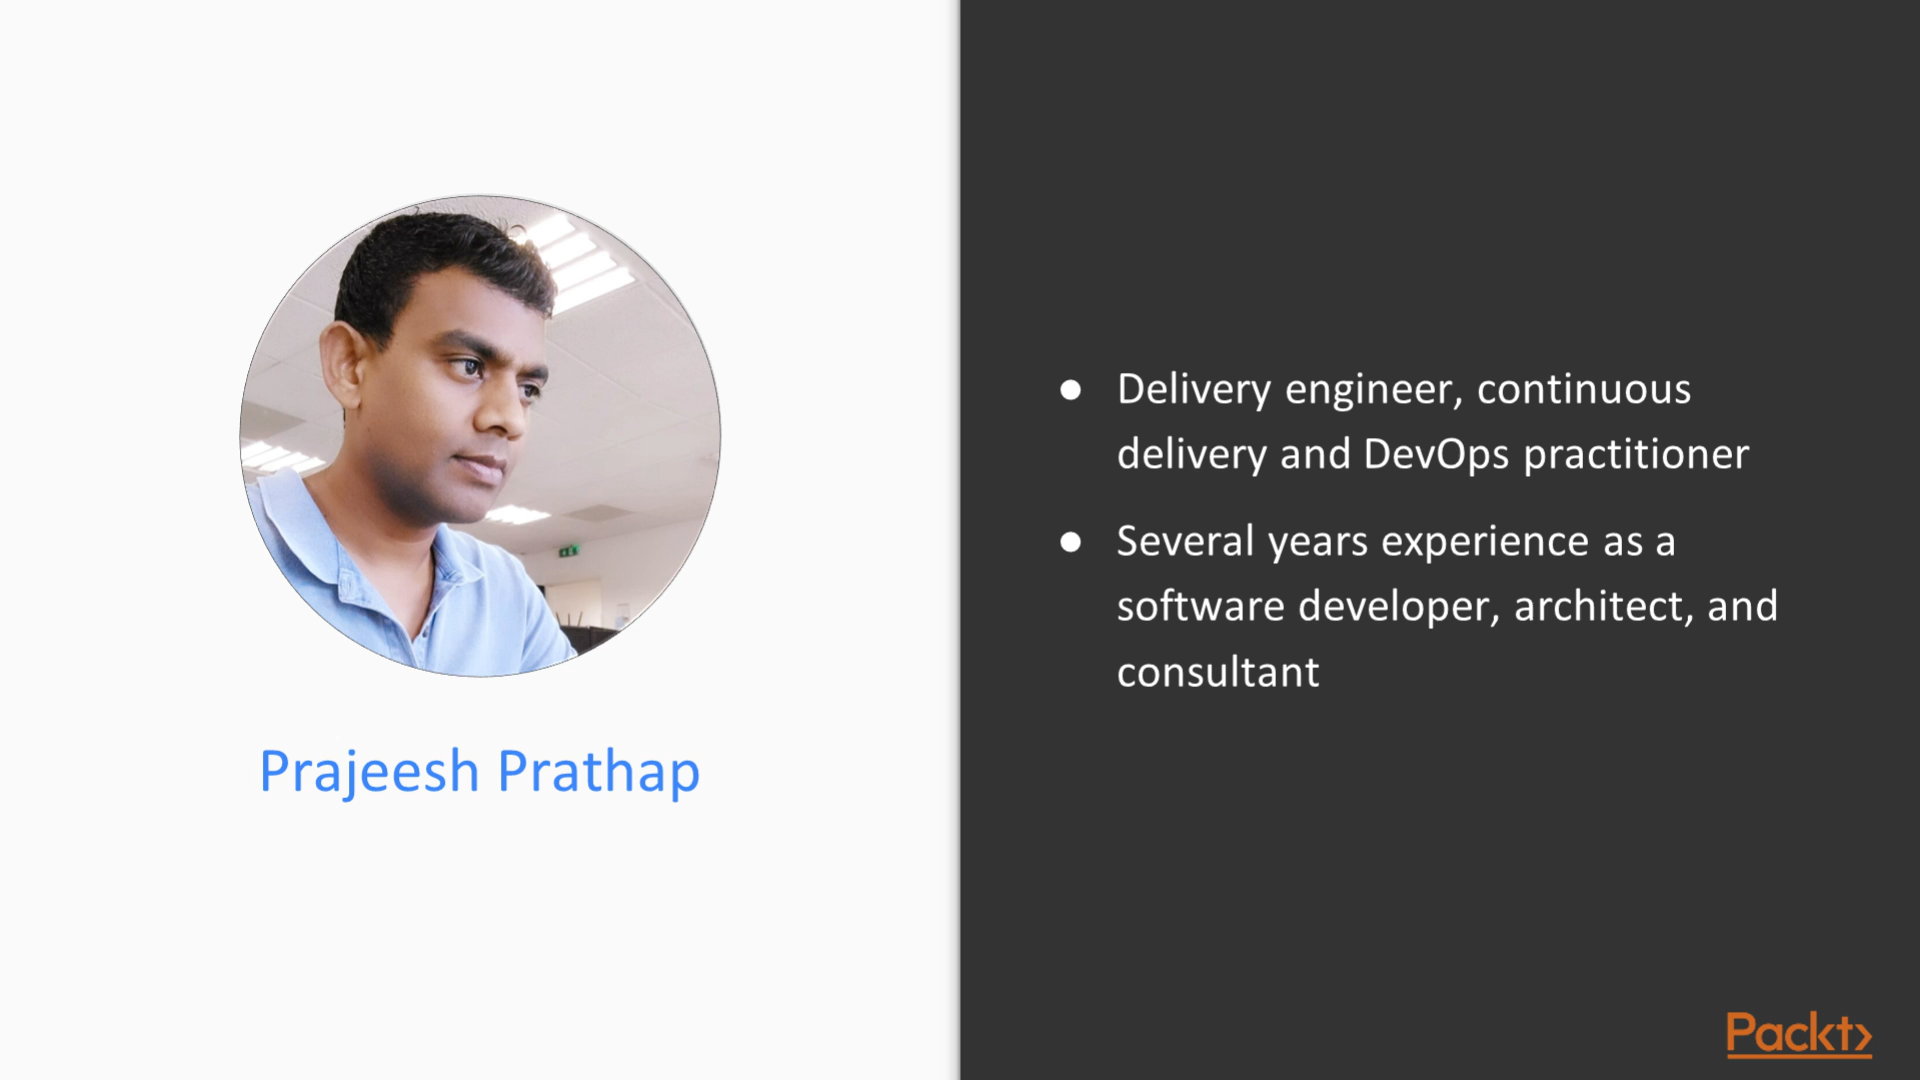 Prajeesh Prathap
● Delivery engineer, continuous
delivery and DevOps practitioner
● Several years experience as a
software developer, architect, and
consultant
Packt>